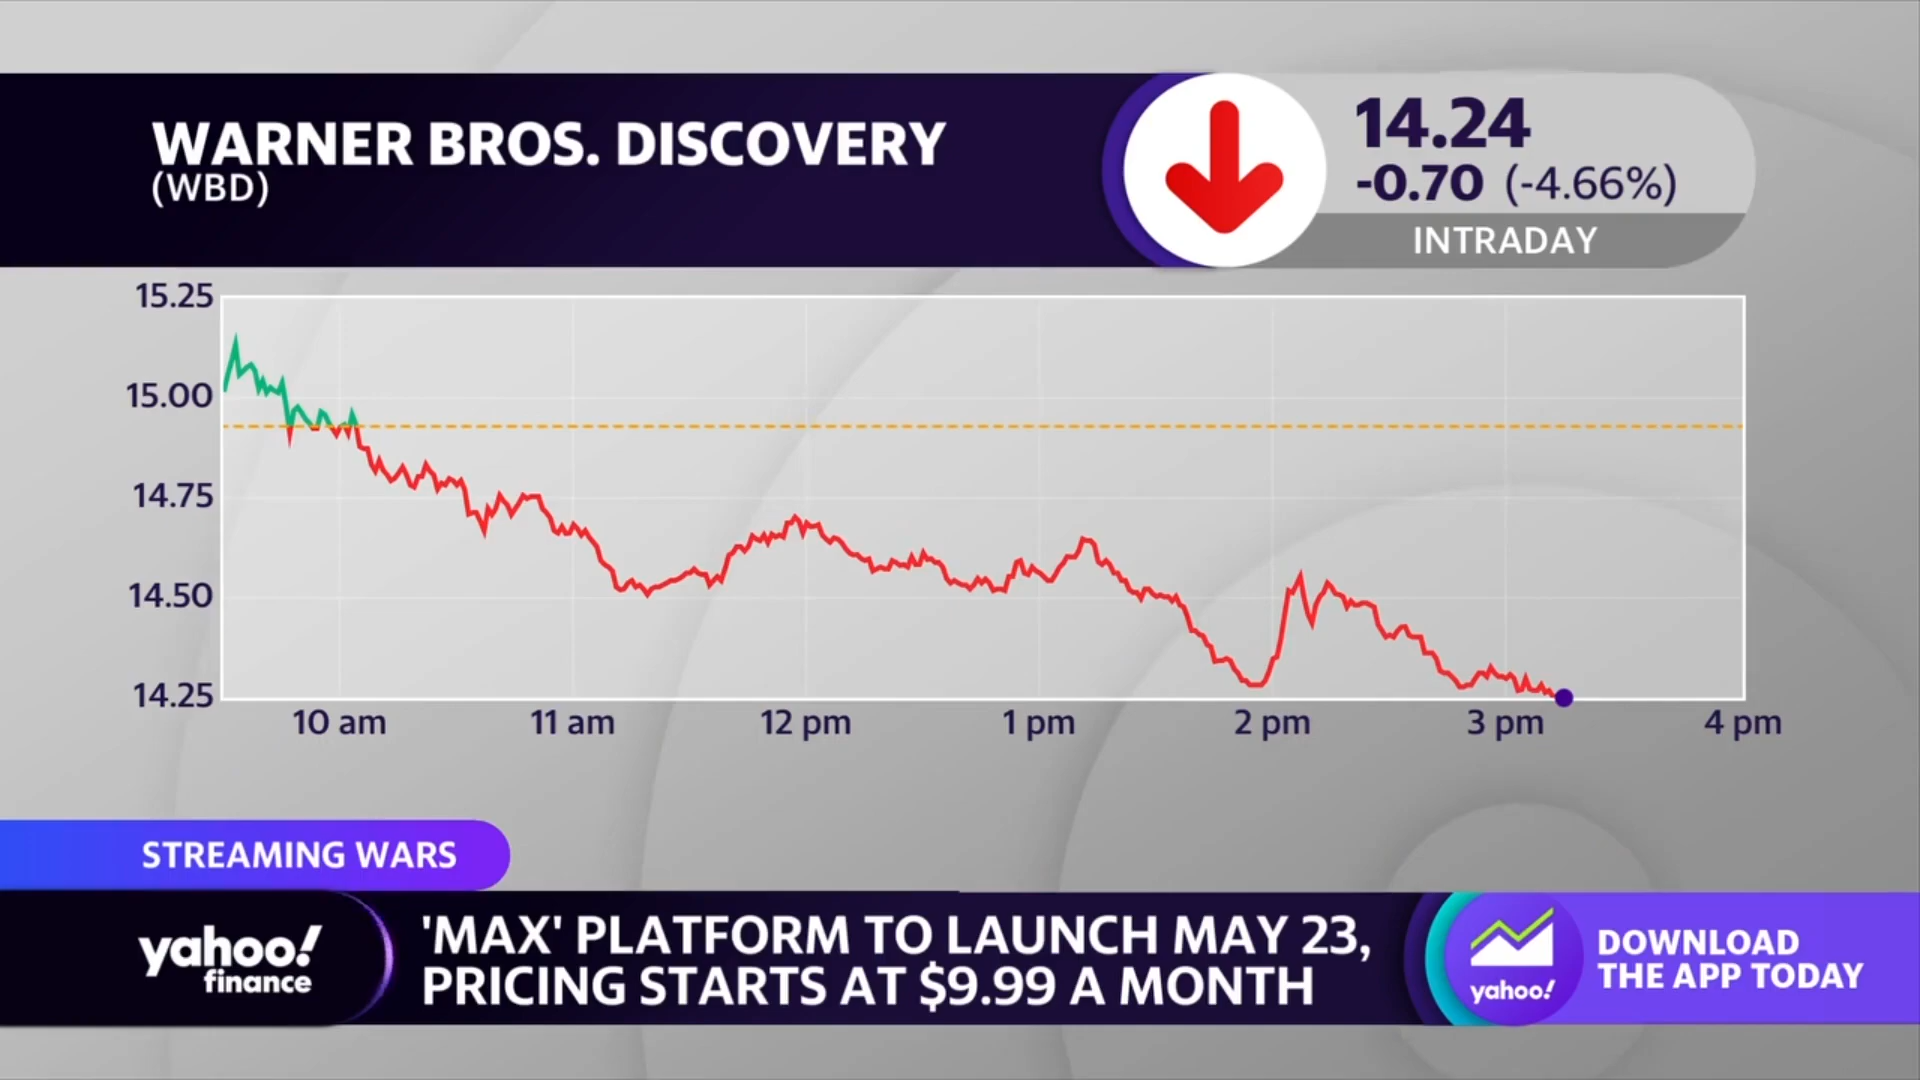 WARNER BROS. DISCOVERY
(WBD)
14.24
-0.70 (-4.66%)
INTRADAY
15.25
15.00
14.75
14.50
14.25
10 am 11 am 12 pm 1 pm 2 pm 3 pm 4 pm
STREAMING WARS
yahoo!
finance
'MAX' PLATFORM TO LAUNCH MAY 23,
PRICING STARTS AT $9.99 A MONTH
yahoo!
DOWNLOAD
THE APP TODAY